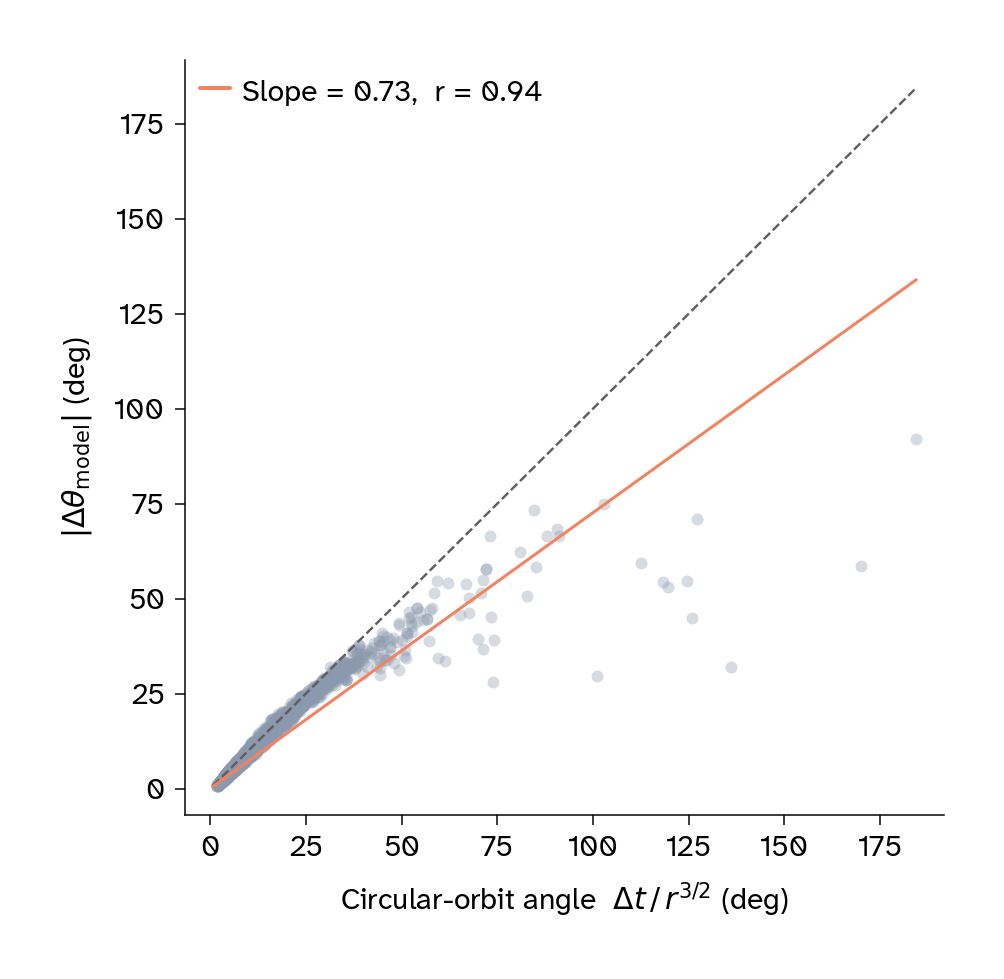 Slope = 0.73, r = 0.94
175
150
125
100
75
50
25
0
|Δθmodel| (deg)
0 25 50 75 100 125 150 175
Circular-orbit angle Δt/r^3/2 (deg)